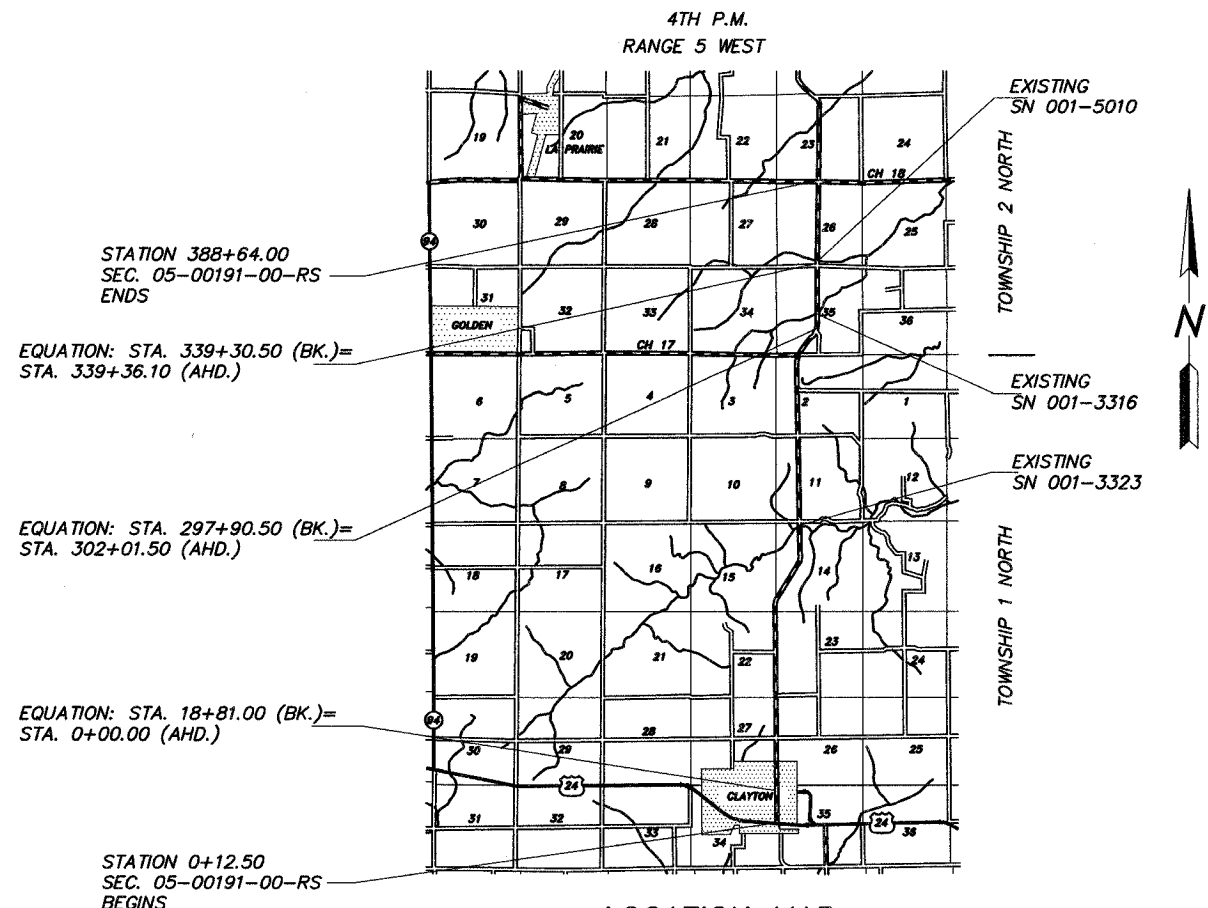 4TH P.M.
RANGE 5 WEST
EXISTING
SN 001-5010
TOWNSHIP 2 NORTH
19
20
LA PRAIRIE
21
22
23
24
CH 18
30
29
28
27
26
25
94
STATION 388+64.00
SEC. 05-00191-00-RS
ENDS
31
GOLDEN
32
33
34
35
36
N
EQUATION: STA. 339+30.50 (BK.)=
STA. 339+36.10 (AHD.)
CH 17
EXISTING
SN 001-3316
6
5
4
3
2
1
EXISTING
SN 001-3323
7
8
9
10
11
12
EQUATION: STA. 297+90.50 (BK.)=
STA. 302+01.50 (AHD.)
18
17
16
15
14
13
TOWNSHIP 1 NORTH
19
20
21
22
23
24
EQUATION: STA. 18+81.00 (BK.)=
STA. 0+00.00 (AHD.)
94
30
29
28
27
26
25
24
CLAYTON
31
32
33
34
35
24
36
STATION 0+12.50
SEC. 05-00191-00-RS
BEGINS